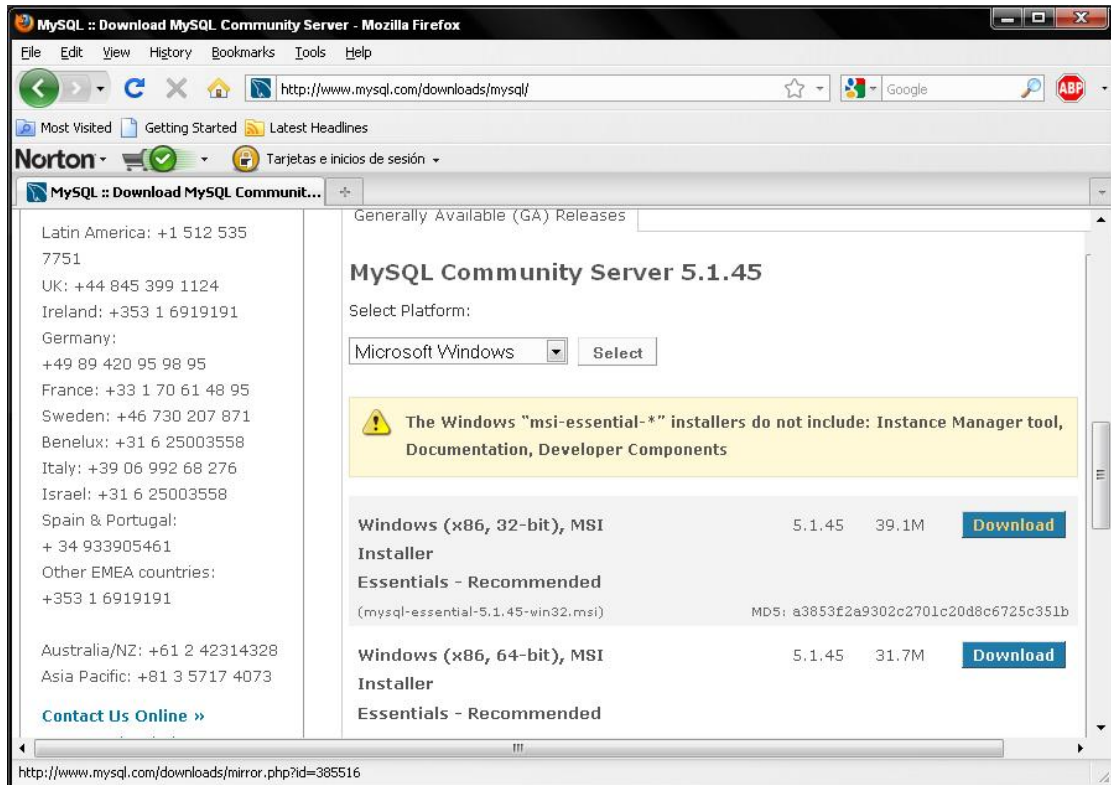 MySQL :: Download MySQL Community Server - Mozilla Firefox
File Edit View History Bookmarks Tools Help
http://www.mysql.com/downloads/mysql/
Google
ABP
Most Visited Getting Started Latest Headlines
Norton Tarjetas e inicios de sesión
MySQL :: Download MySQL Communit...
Latin America: +1 512 535
7751
UK: +44 845 399 1124
Ireland: +353 1 6919191
Germany:
+49 89 420 95 98 95
France: +33 1 70 61 48 95
Sweden: +46 730 207 871
Benelux: +31 6 25003558
Italy: +39 06 992 68 276
Israel: +31 6 25003558
Spain & Portugal:
+ 34 933905461
Other EMEA countries:
+353 1 6919191
Australia/NZ: +61 2 42314328
Asia Pacific: +81 3 5717 4073
Contact Us Online »
Generally Available (GA) Releases
MySQL Community Server 5.1.45
Select Platform:
Microsoft Windows Select
The Windows "msi-essential-*" installers do not include: Instance Manager tool,
Documentation, Developer Components
Windows (x86, 32-bit), MSI 5.1.45 39.1M Download
Installer
Essentials - Recommended
(mysql-essential-5.1.45-win32.msi) MD5: a3853f2a9302c2701c20d8c6725c351b
Windows (x86, 64-bit), MSI 5.1.45 31.7M Download
Installer
Essentials - Recommended
http://www.mysql.com/downloads/mirror.php?id=385516